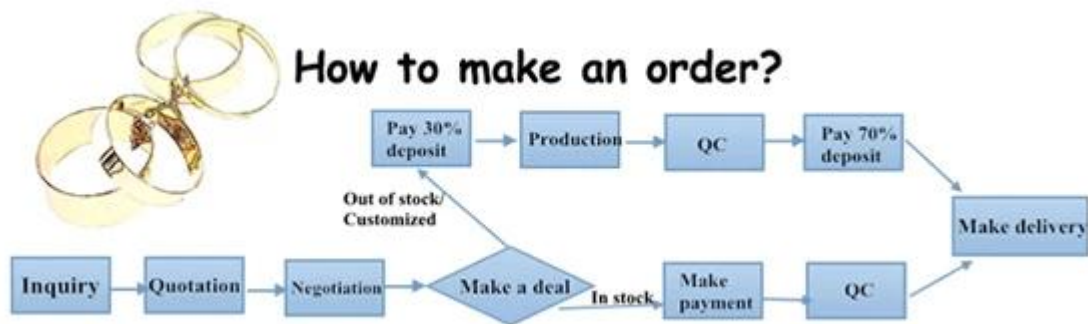 How to make an order?
Pay 30%
deposit
Production
QC
Pay 70%
deposit
Out of stock/
Customized
Make delivery
Inquiry
Quotation
Negotiation
Make a deal
In stock
Make
payment
QC